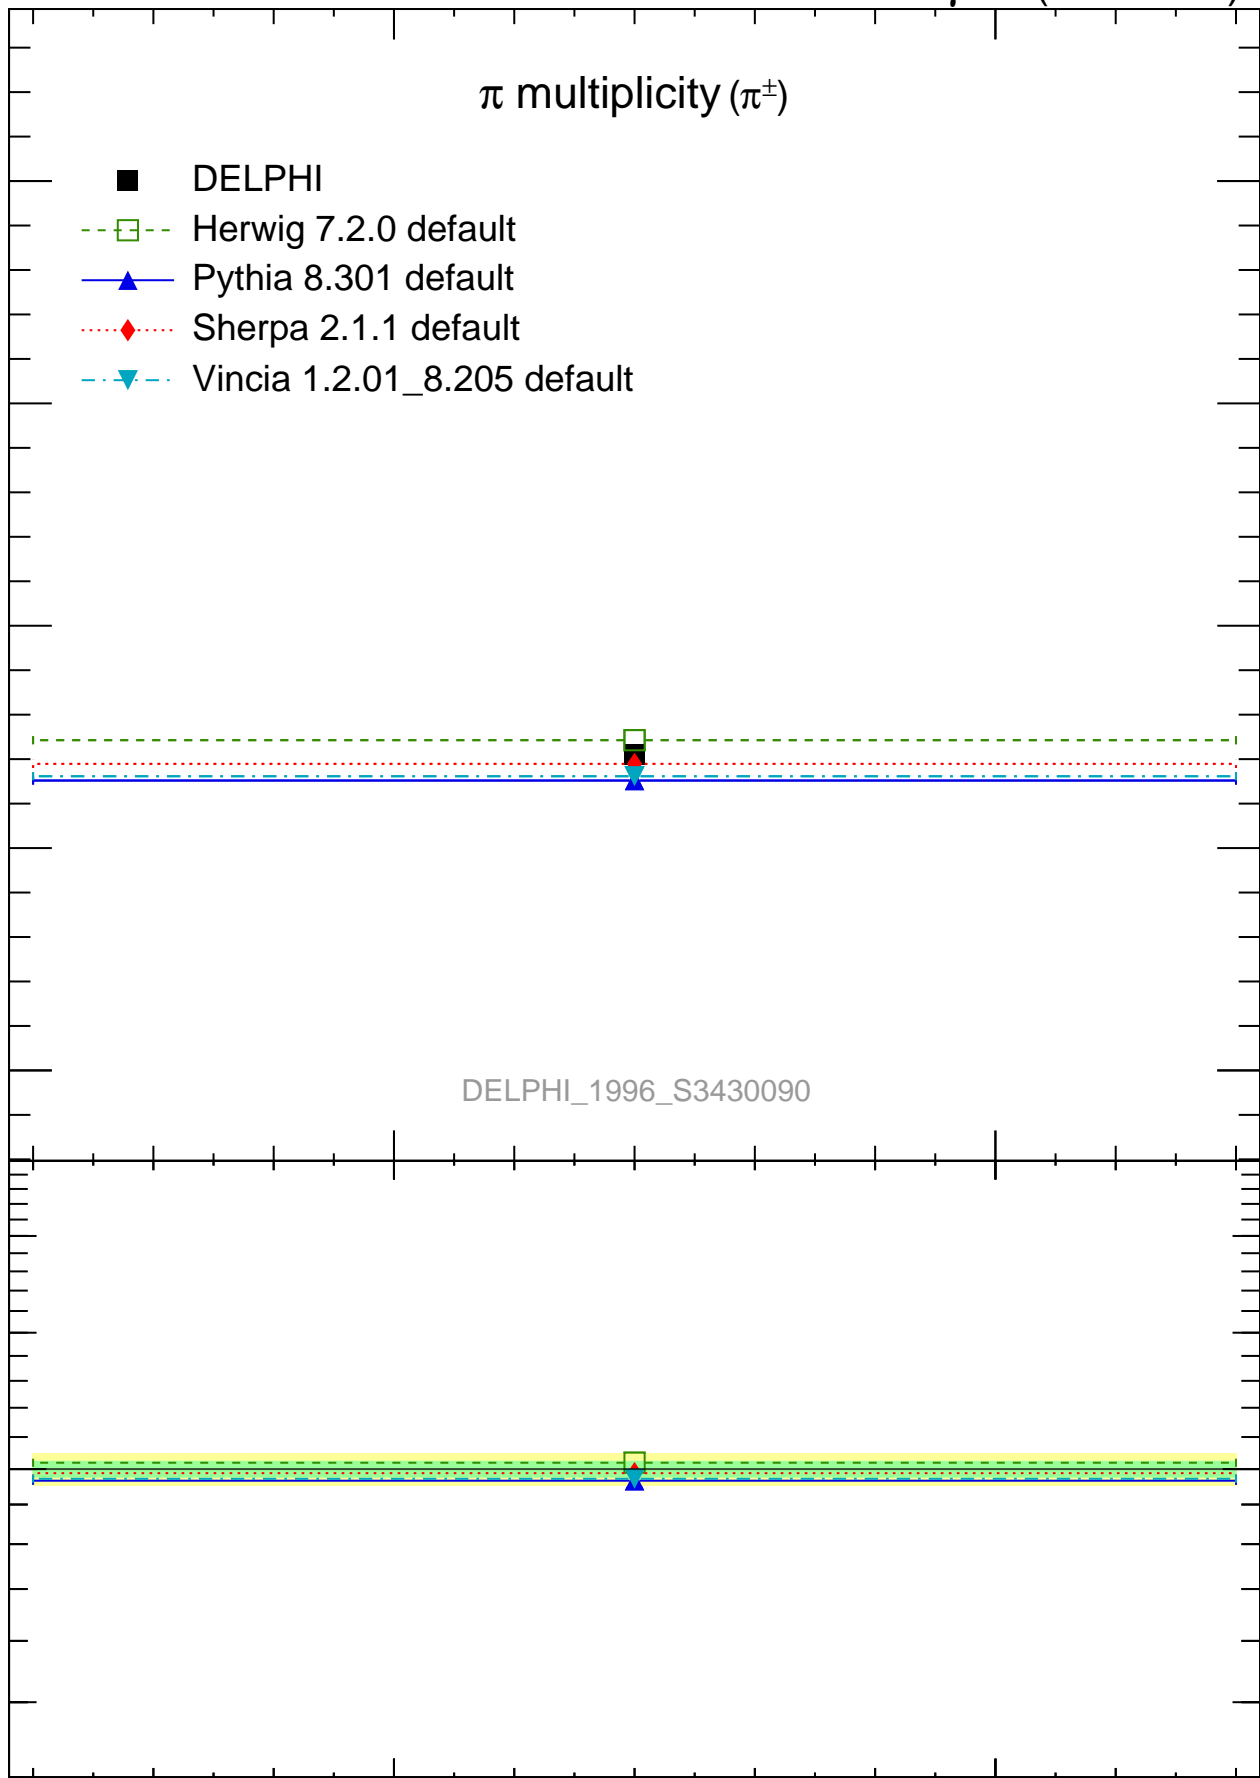 π multiplicity (π±)
DELPHI
Herwig 7.2.0 default
Pythia 8.301 default
Sherpa 2.1.1 default
Vincia 1.2.01_8.205 default
DELPHI_1996_S3430090